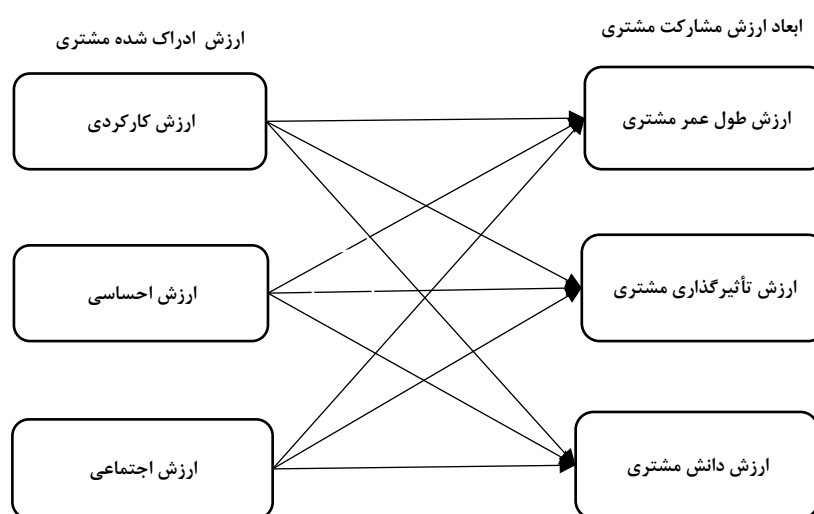 ابعاد ارزش مشارکت مشتری
ارزش ادراک شده مشتری
ارزش طول عمر مشتری
ارزش کارکردی
ارزش تأثیرگذاری مشتری
ارزش احساسی
ارزش دانش مشتری
ارزش اجتماعی